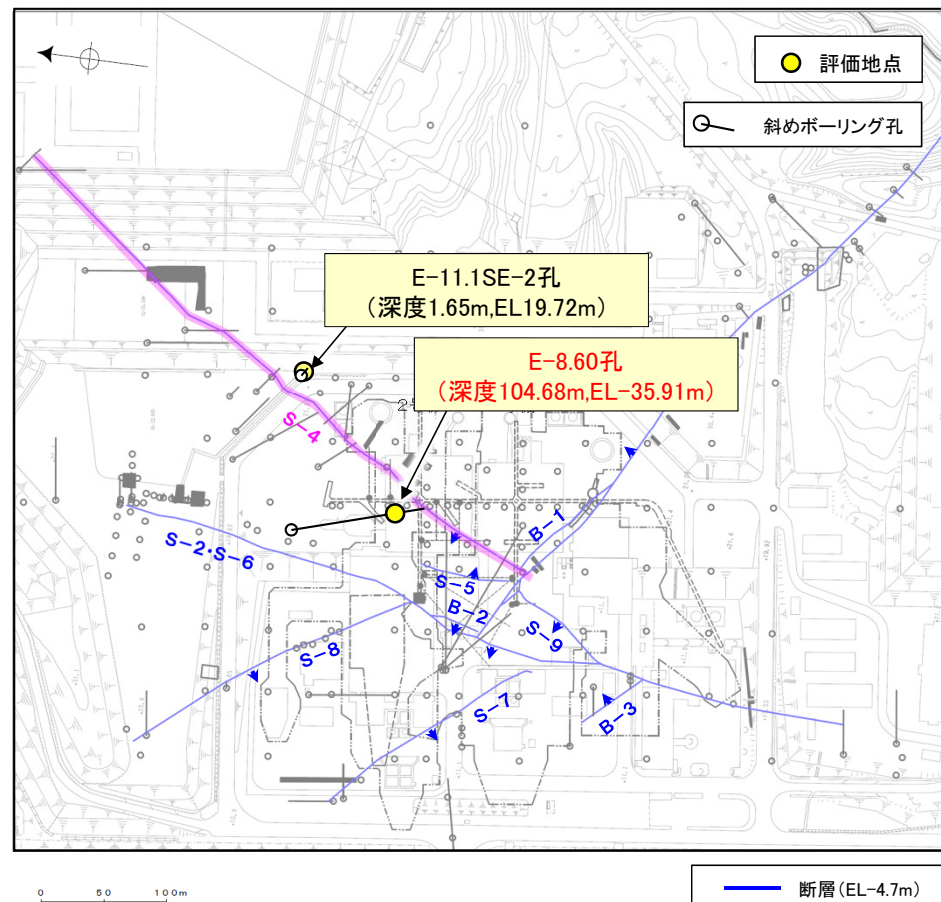 評価地点
斜めボーリング孔
E-11.1SE-2孔
(深度1.65m,EL19.72m)
E-8.60孔
(深度104.68m,EL-35.91m)
S-4
B-1
S-2・S-6
S-5
B-2
S-9
S-8
S-7
B-3
0 50 100m
断層(EL-4.7m)